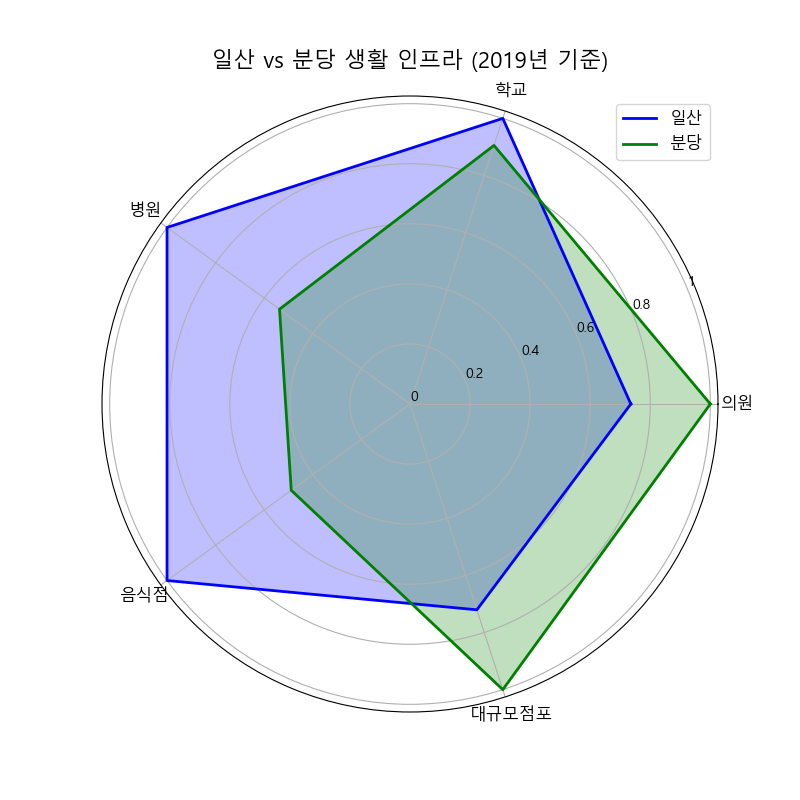 일산 vs 분당 생활 인프라 (2019년 기준)
학교
일산
분당
병원
1
0.8
0.6
0.4
0.2
0
의원
음식점
대규모점포